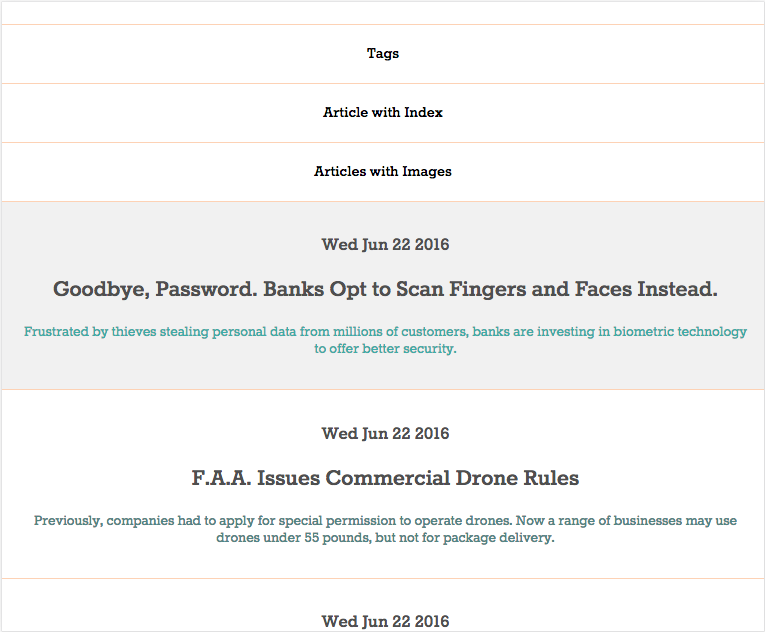 Tags
Article with Index
Articles with Images
Wed Jun 22 2016
Goodbye, Password. Banks Opt to Scan Fingers and Faces Instead.
Frustrated by thieves stealing personal data from millions of customers, banks are investing in biometric technology
to offer better security.
Wed Jun 22 2016
F.A.A. Issues Commercial Drone Rules
Previously, companies had to apply for special permission to operate drones. Now a range of businesses may use
drones under 55 pounds, but not for package delivery.
Wed Jun 22 2016